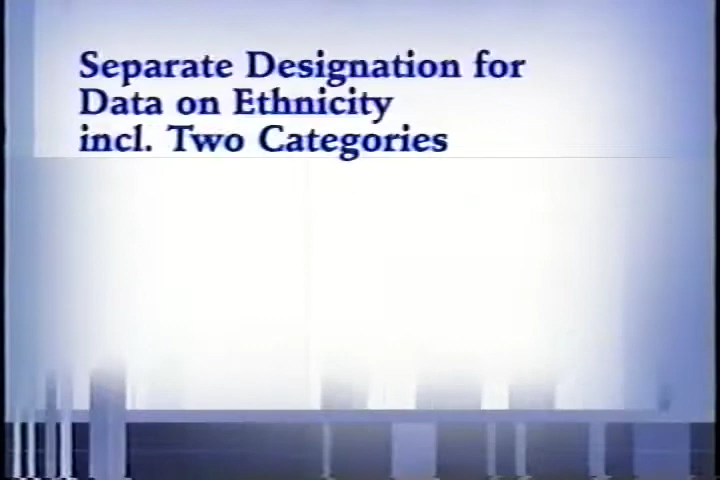 Separate Designation for
Data on Ethnicity
incl. Two Categories